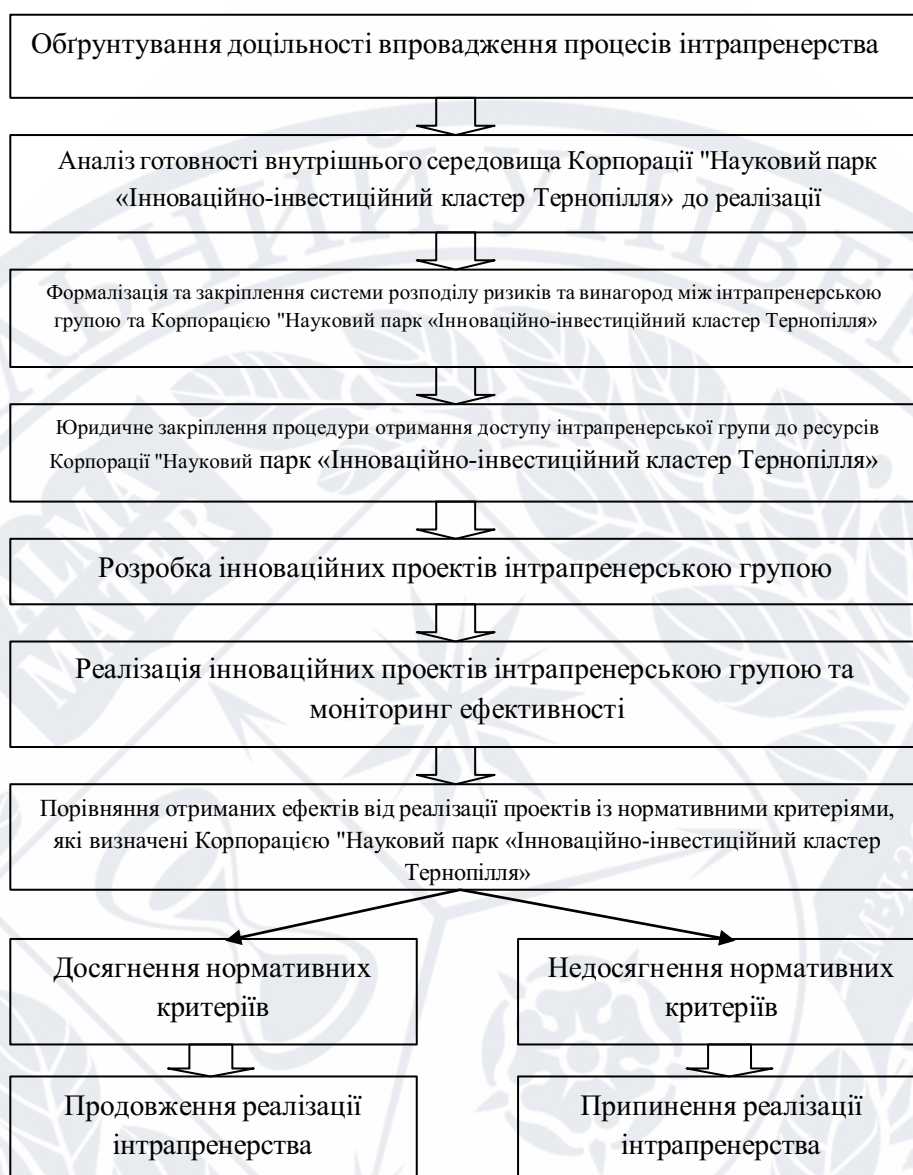 Обґрунтування доцільності впровадження процесів інтрапренерства
Аналіз готовності внутрішнього середовища Корпорації "Науковий парк
«Інноваційно-інвестиційний кластер Тернопілля» до реалізації
Формалізація та закріплення системи розподілу ризиків та винагород між інтрапренерською
групою та Корпорацією "Науковий парк «Інноваційно-інвестиційний кластер Тернопілля»
Юридичне закріплення процедури отримання доступу інтрапренерської групи до ресурсів
Корпорації "Науковий парк «Інноваційно-інвестиційний кластер Тернопілля»
Розробка інноваційних проектів інтрапренерською групою
Реалізація інноваційних проектів інтрапренерською групою та
моніторинг ефективності
Порівняння отриманих ефектів від реалізації проектів із нормативними критеріями,
які визначені Корпорацією "Науковий парк «Інноваційно-інвестиційний кластер
Тернопілля»
Досягнення нормативних
критеріїв
Недосягнення нормативних
критеріїв
Продовження реалізації
інтрапренерства
Припинення реалізації
інтрапренерства
АЛЬНИЙ УНІВЕР
ALMA
MATER